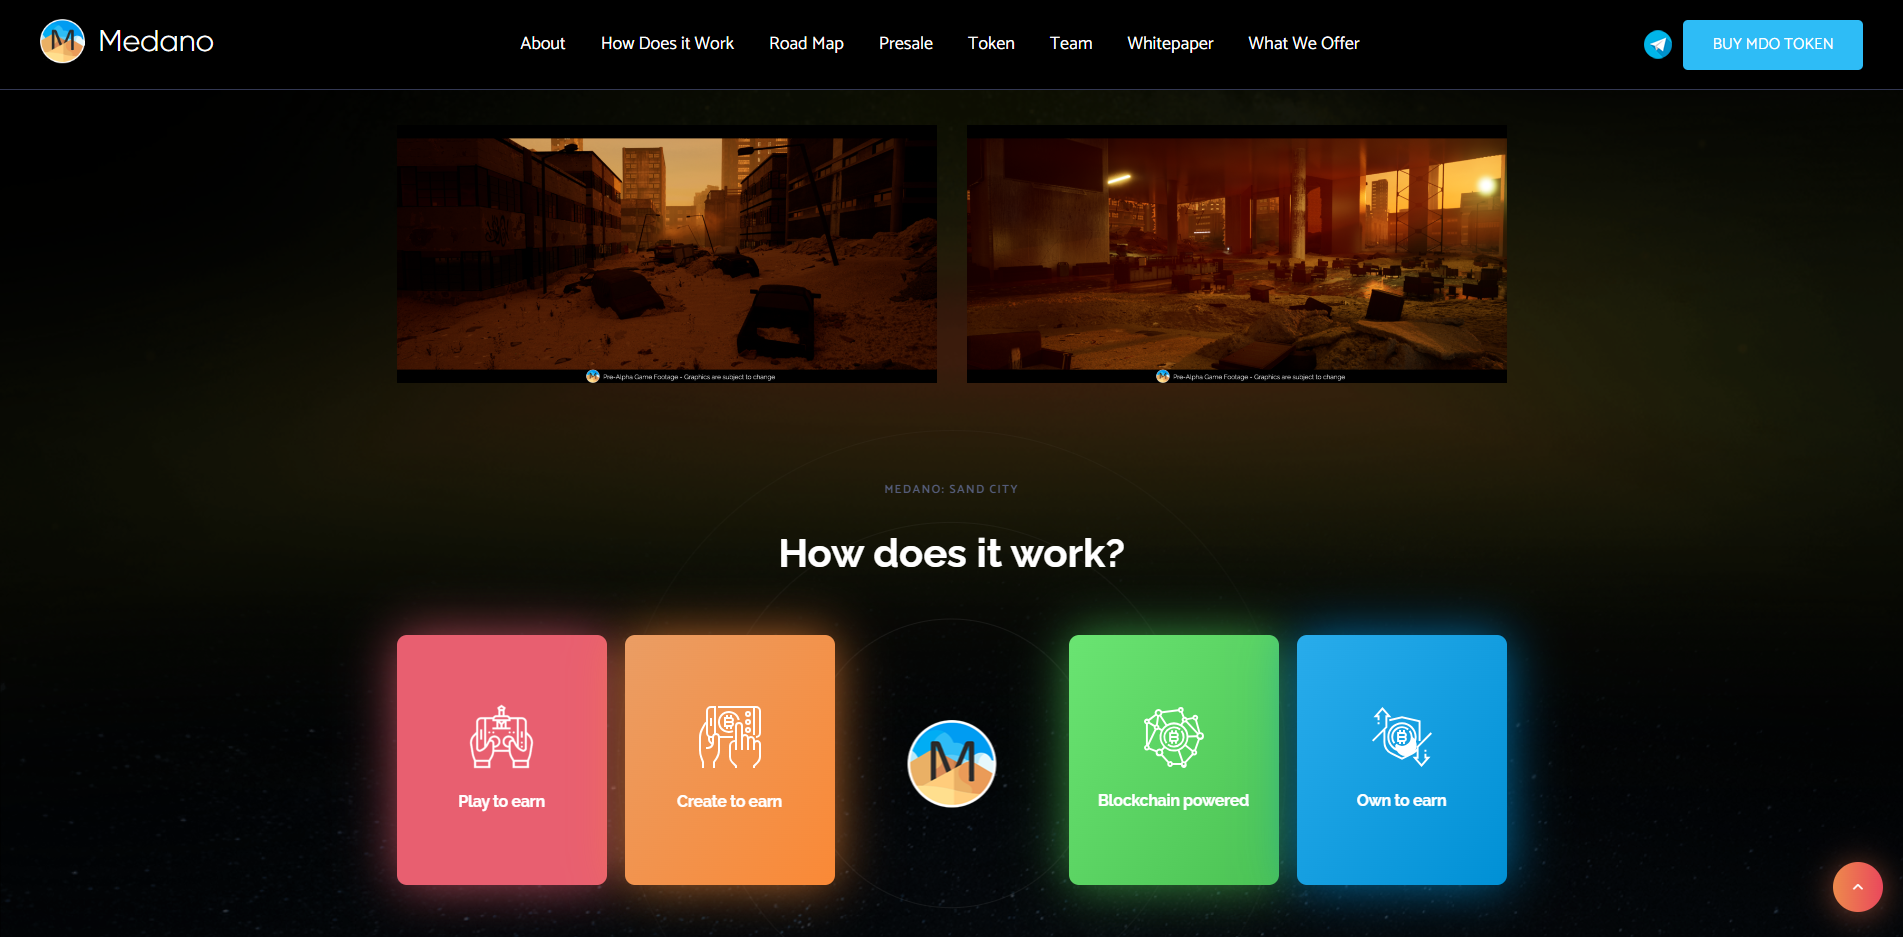 Medano
About
How Does it Work
Road Map
Presale
Token
Team
Whitepaper
What We Offer
BUY MDO TOKEN
Pre-Alpha Game Footage - Graphics are subject to change
Pre-Alpha Game Footage - Graphics are subject to change
MEDANO: SAND CITY
How does it work?
Play to earn
Create to earn
M
Blockchain powered
Own to earn